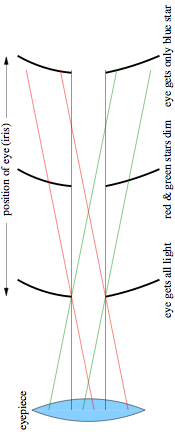 eyepiece
position of eye (iris)
eye gets all light
red & green stars dim
eye gets only blue star